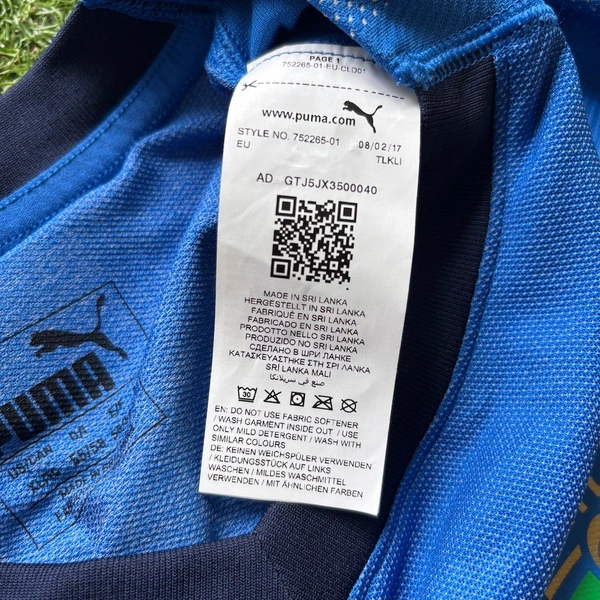 PAGE 1
752265-01-EU-CLO01
www.puma.com
STYLE NO. 752265-01 08/02/17
EU TLKLI
AD GTJ5JX3500040
MADE IN SRI LANKA
HERGESTELLT IN SRI LANKA
FABRIQUÉ EN SRI LANKA
FABRICADO EN SRI LANKA
PRODOTTO NELLO SRI LANKA
PRODUZIDO NO SRI LANKA
СДЕЛАНО В ШРИ ЛАНКЕ
ΚΑΤΑΣΚΕΥΑΣΤΗΚΕ ΣΤΗ ΣΡΙ ΛΑΝΚΑ
SRI LANKA MALI
صنع في سريلانكا
30
EN: DO NOT USE FABRIC SOFTENER
/ WASH GARMENT INSIDE OUT / USE
ONLY MILD DETERGENT / WASH WITH
SIMILAR COLOURS
DE: KEINEN WEICHSPÜLER VERWENDEN
/ KLEIDUNGSSTÜCK AUF LINKS
WASCHEN / MILDES WASCHMITTEL
VERWENDEN / MIT ÄHNLICHEN FARBEN
PUMA